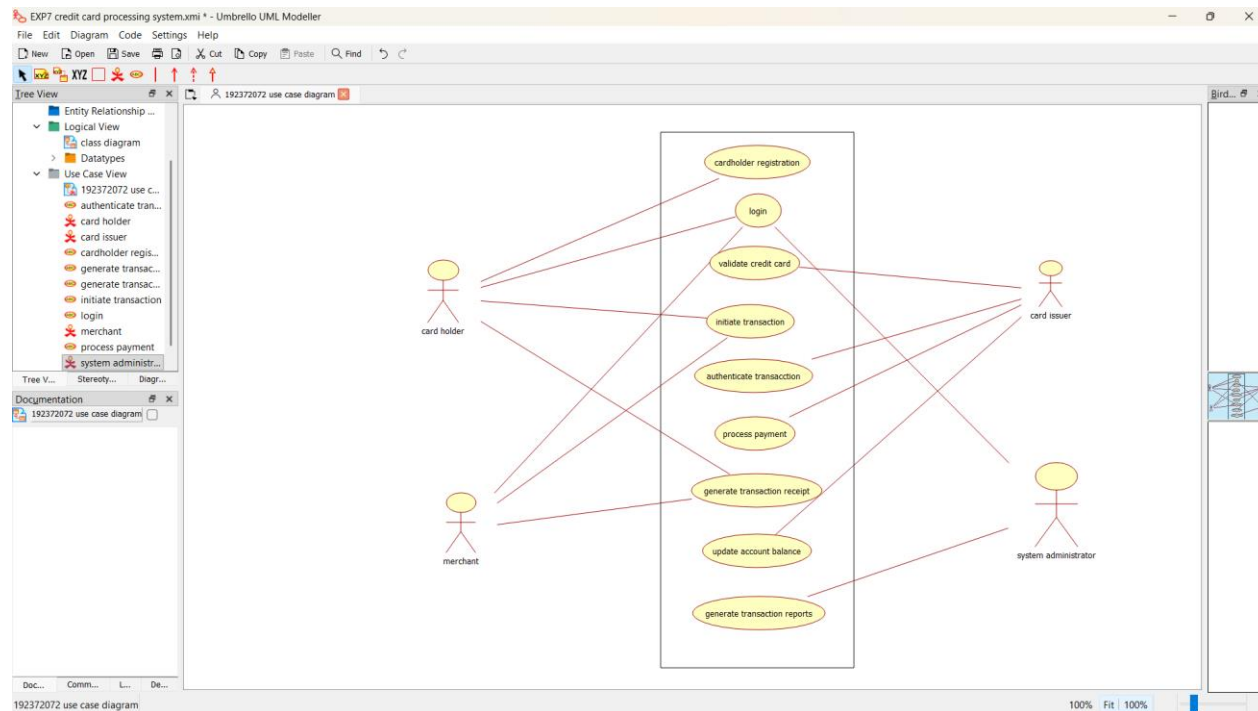 EXP7 credit card processing system.xmi * - Umbrello UML Modeller
File Edit Diagram Code Settings Help
New Open Save Cut Copy Paste Find
XYZ XYZ
Tree View
192372072 use case diagram
Bird...
Entity Relationship ...
Logical View
class diagram
Datatypes
Use Case View
192372072 use c...
authenticate tran...
card holder
card issuer
cardholder regis...
generate transac...
generate transac...
initiate transaction
login
merchant
process payment
system administr...
Tree V... Stereoty... Diagr...
Documentation
192372072 use case diagram
cardholder registration
login
validate credit card
initiate transaction
authenticate transacction
process payment
generate transaction receipt
update account balance
generate transaction reports
card holder
merchant
card issuer
system administrator
Doc... Comm... L... De...
192372072 use case diagram
100% Fit 100%